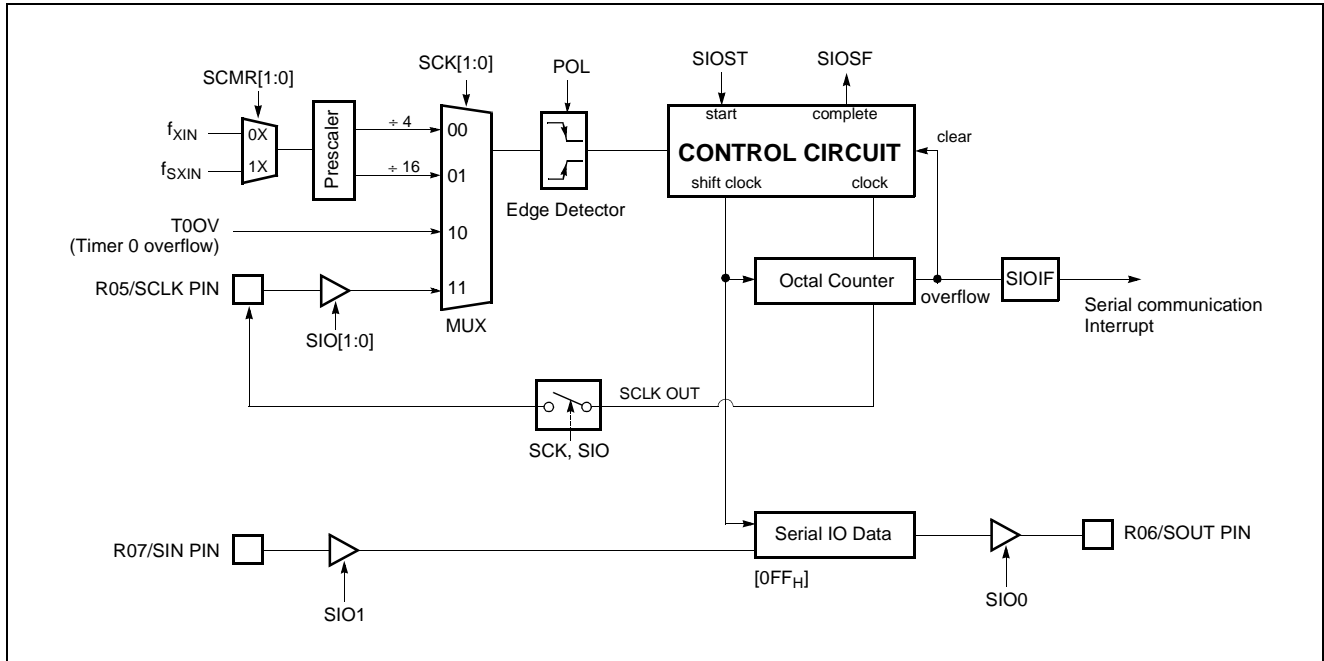 SCMR[1:0]
SCK[1:0]
POL
SIOST
SIOSF
fXIN
0X
1X
fSXIN
Prescaler
÷ 4
÷ 16
00
01
10
11
MUX
Edge Detector
start
complete
CONTROL CIRCUIT
shift clock
clock
clear
T0OV
(Timer 0 overflow)
R05/SCLK PIN
SIO[1:0]
Octal Counter
overflow
SIOIF
Serial communication
Interrupt
SCLK OUT
SCK, SIO
R07/SIN PIN
SIO1
Serial IO Data
[0FFH]
SIO0
R06/SOUT PIN